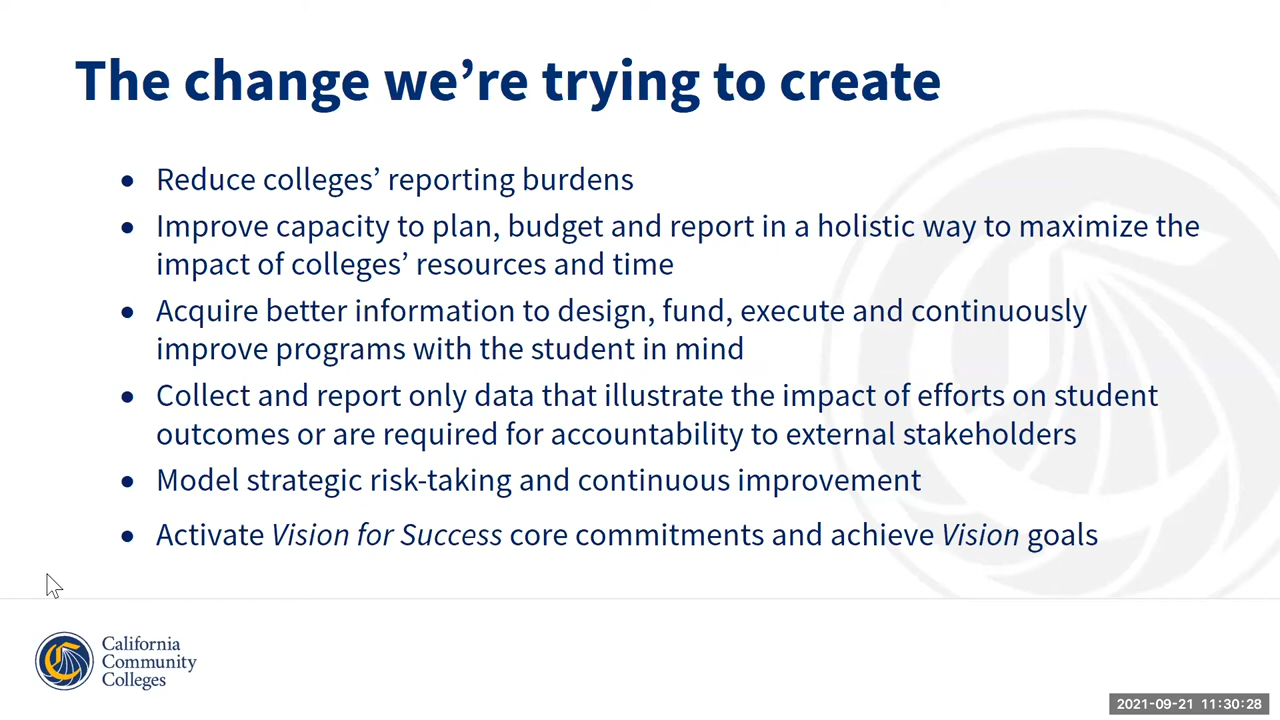 The change we’re trying to create
• Reduce colleges’ reporting burdens
• Improve capacity to plan, budget and report in a holistic way to maximize the
impact of colleges’ resources and time
• Acquire better information to design, fund, execute and continuously
improve programs with the student in mind
• Collect and report only data that illustrate the impact of efforts on student
outcomes or are required for accountability to external stakeholders
• Model strategic risk-taking and continuous improvement
• Activate Vision for Success core commitments and achieve Vision goals
California
Community
Colleges
2021-09-21 11:30:28